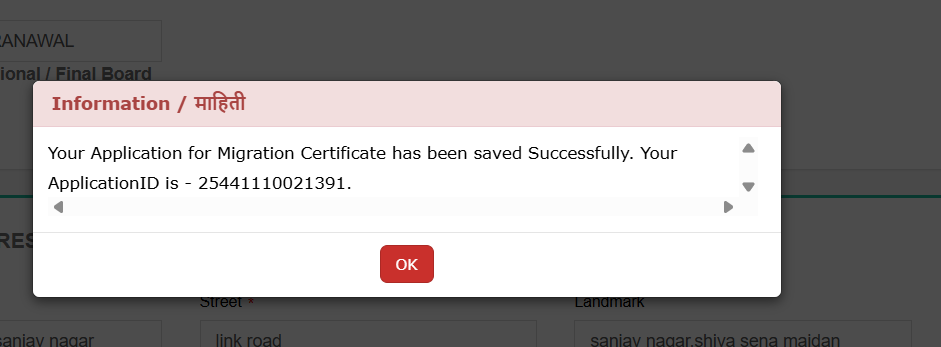 RANAWAL
ional / Final Board
Information / माहिती
Your Application for Migration Certificate has been saved Successfully. Your
ApplicationID is - 25441110021391.
OK
RES
Street * Landmark
sanjay nagar link road sanjay nagar,shiva sena maidan